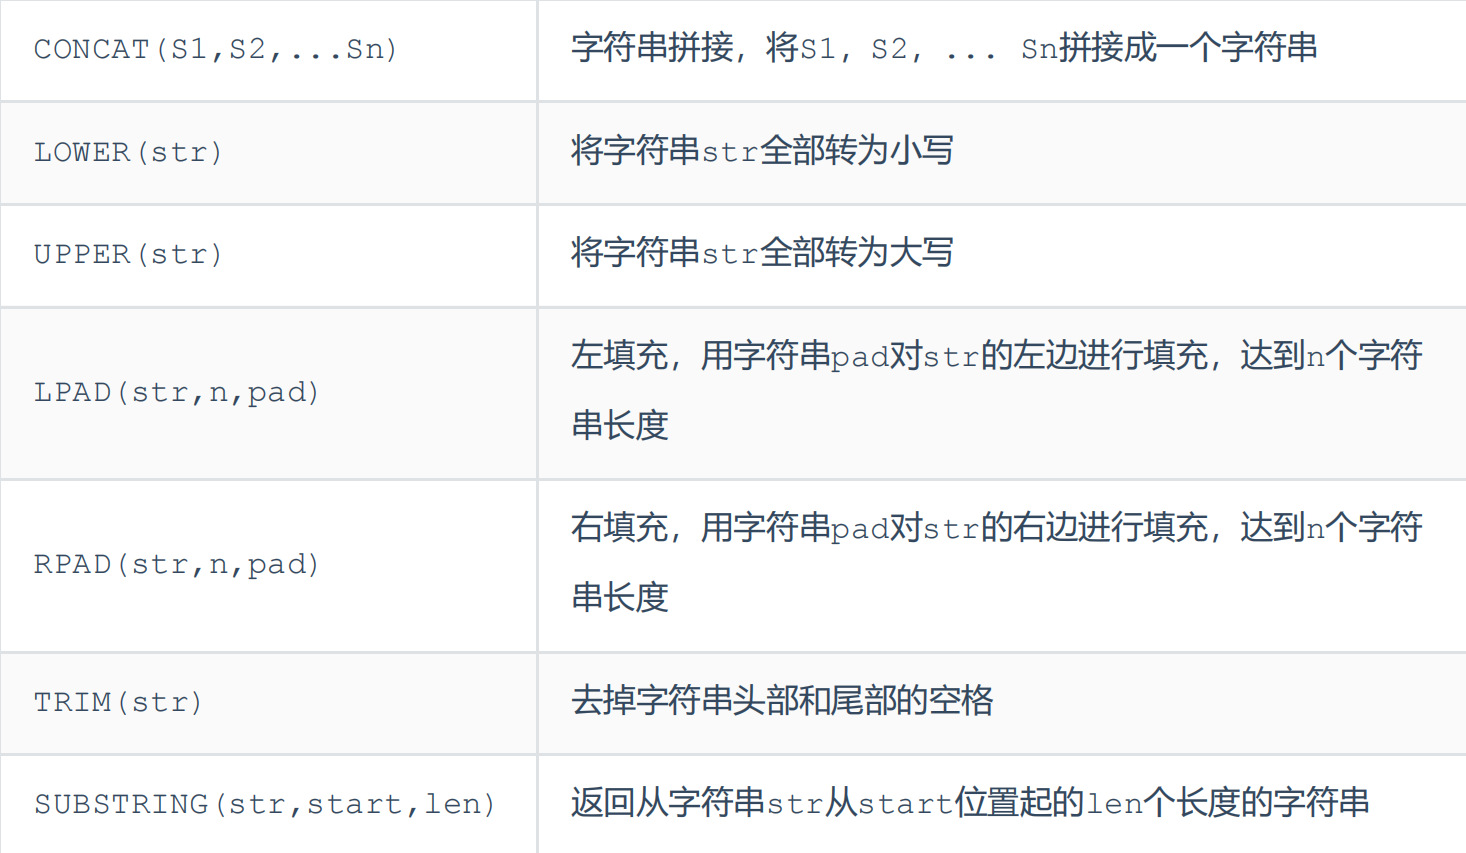 CONCAT(S1,S2,...Sn)
字符串拼接，将S1，S2，... Sn拼接成一个字符串
LOWER(str)
将字符串str全部转为小写
UPPER(str)
将字符串str全部转为大写
LPAD(str,n,pad)
左填充，用字符串pad对str的左边进行填充，达到n个字符
串长度
RPAD(str,n,pad)
右填充，用字符串pad对str的右边进行填充，达到n个字符
串长度
TRIM(str)
去掉字符串头部和尾部的空格
SUBSTRING(str,start,len)
返回从字符串str从start位置起的len个长度的字符串